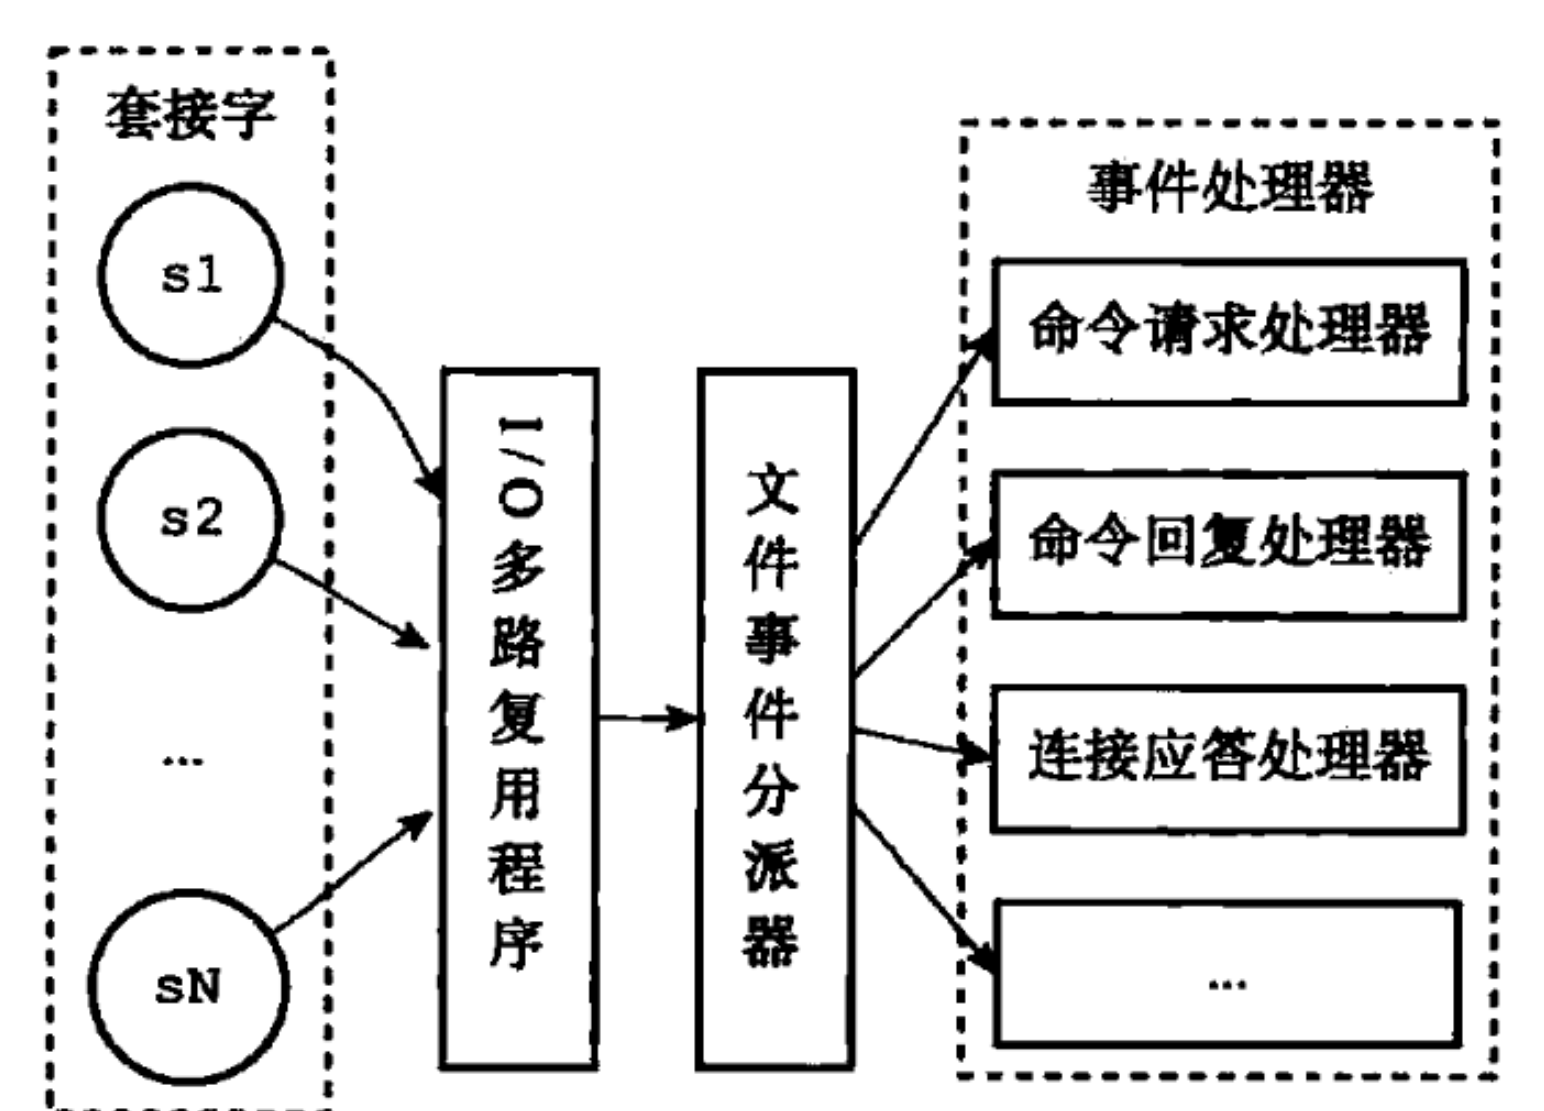 套接字
s1
s2
...
sN
I/O多路复用程序
文件事件分派器
事件处理器
命令请求处理器
命令回复处理器
连接应答处理器
...